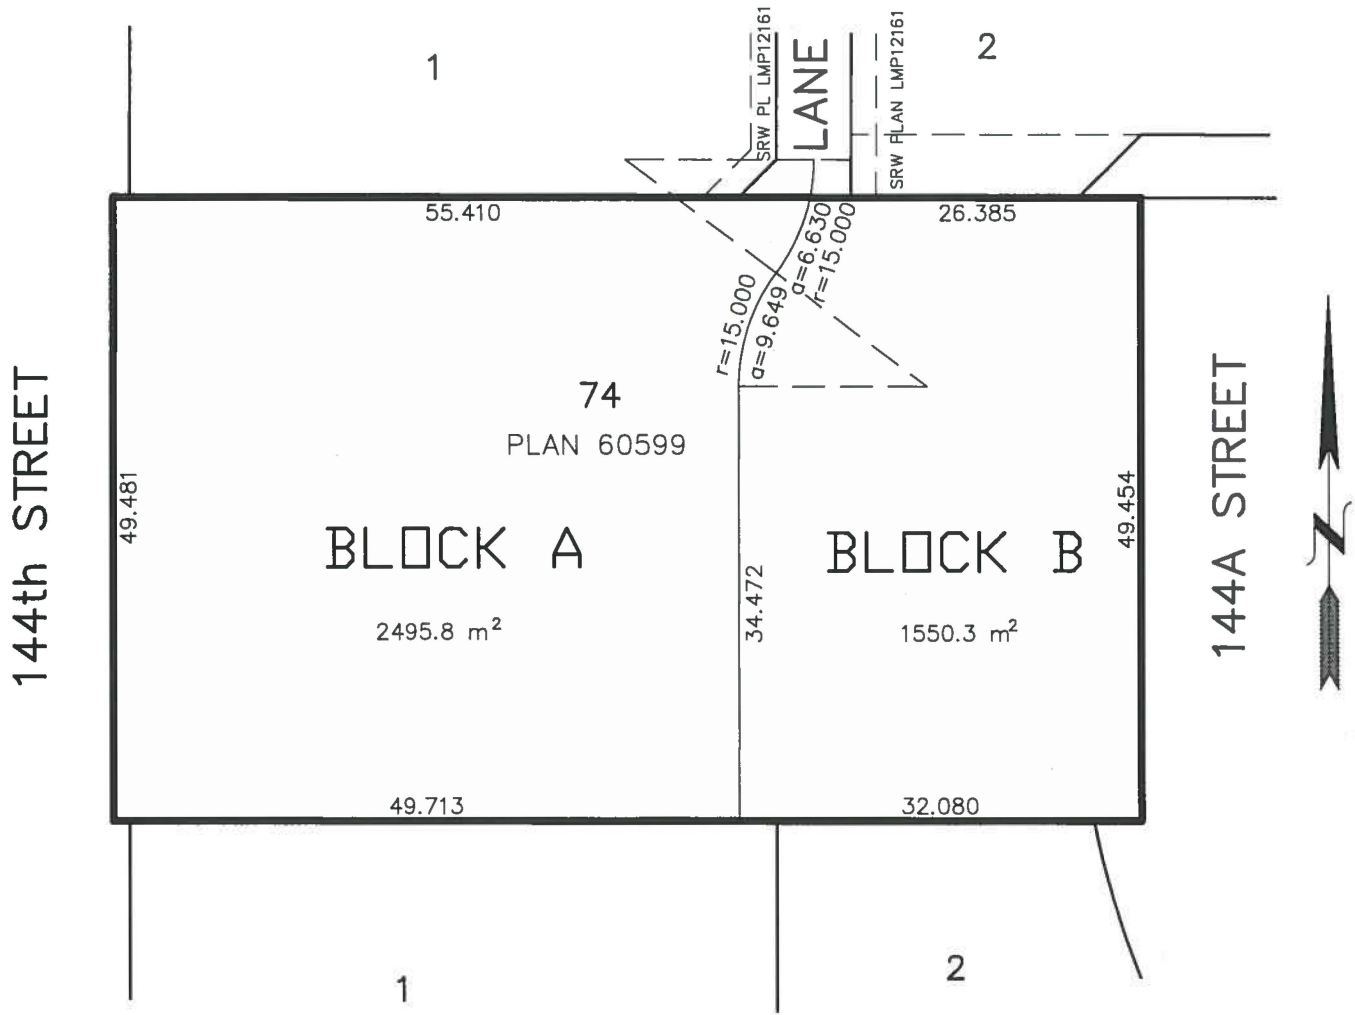 1
SRW PL LMP12161
LANE
SRW PLAN LMP12161
2
55.410
26.385
a=6.630
r=15.000
r=15.000
a=9.649
144th STREET
49.481
74
PLAN 60599
BLOCK A
2495.8 m²
34.472
BLOCK B
1550.3 m²
49.454
144A STREET
N
49.713
32.080
1
2